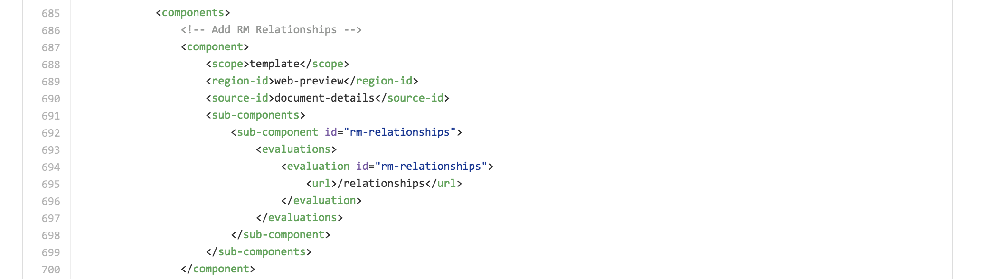 685 <components>
686 <!-- Add RM Relationships -->
687 <component>
688 <scope>template</scope>
689 <region-id>web-preview</region-id>
690 <source-id>document-details</source-id>
691 <sub-components>
692 <sub-component id="rm-relationships">
693 <evaluations>
694 <evaluation id="rm-relationships">
695 <url>/relationships</url>
696 </evaluation>
697 </evaluations>
698 </sub-component>
699 </sub-components>
700 </component>